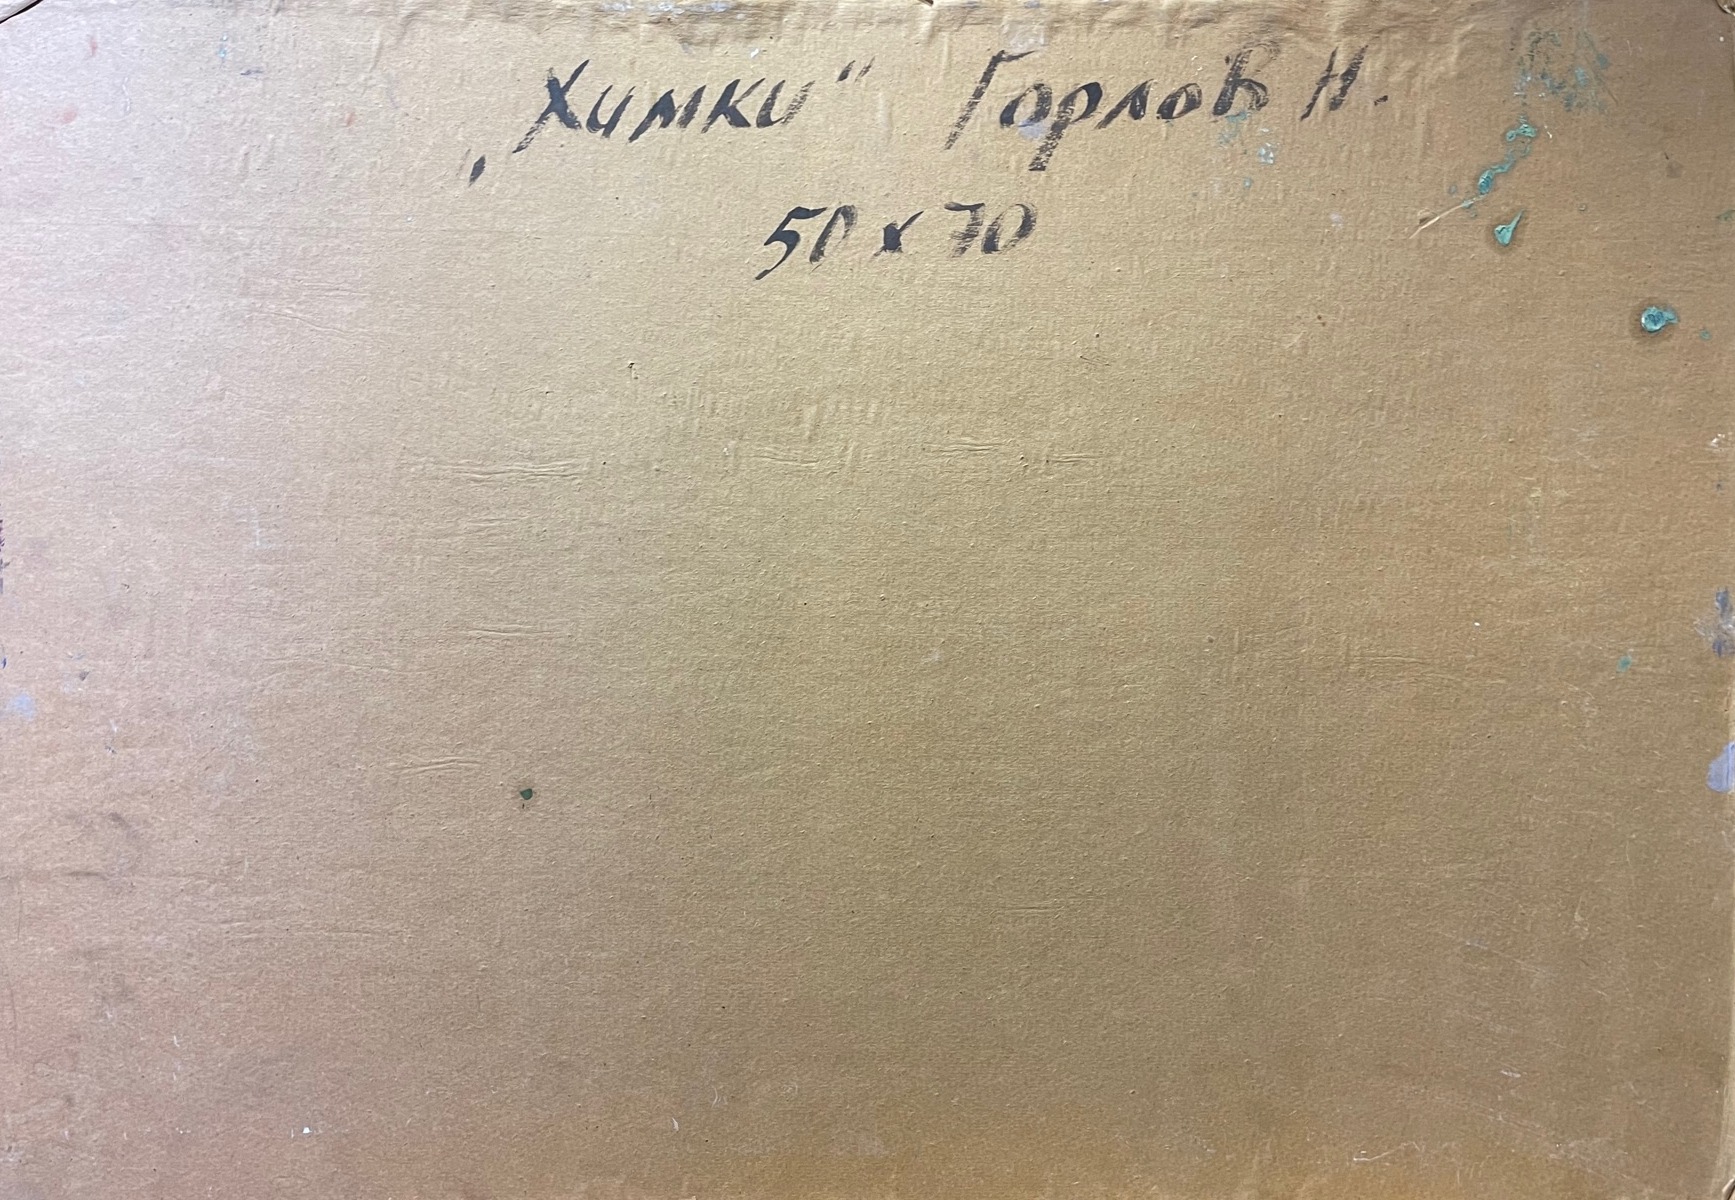 „Химки“ Горлов Н.
50 x 70